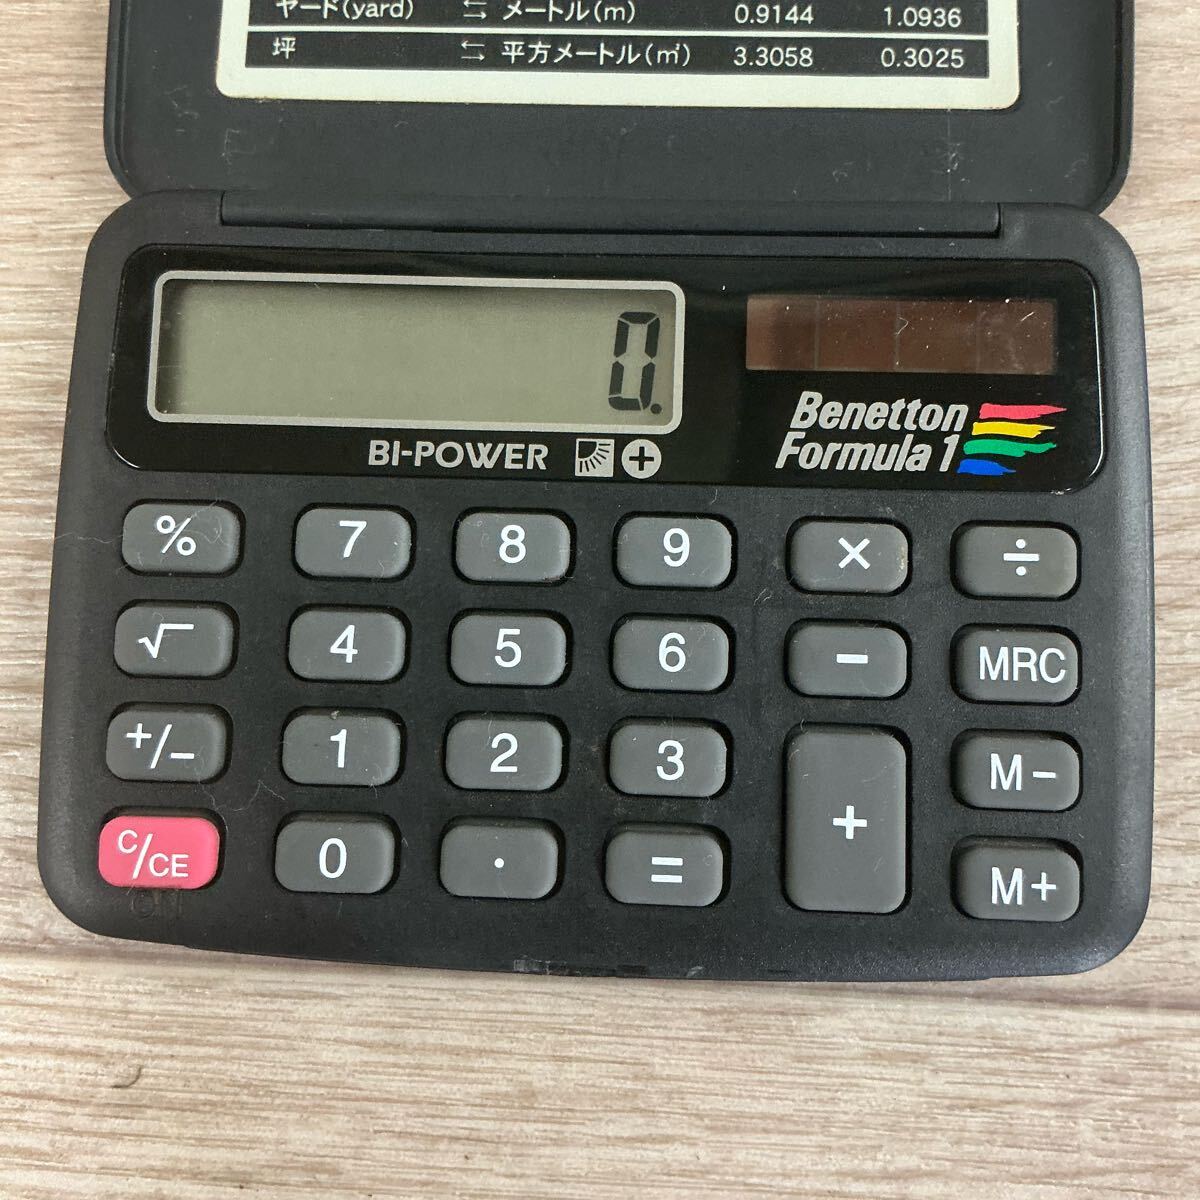 ヤード(yard) ⇆ メートル(m) 0.9144 1.0936
坪 ⇆ 平方メートル(㎡) 3.3058 0.3025
0.
BI-POWER
Benetton
Formula 1
% 7 8 9 × ÷
√ 4 5 6 − MRC
+/− 1 2 3 + M−
C/CE 0 . = M+
ON